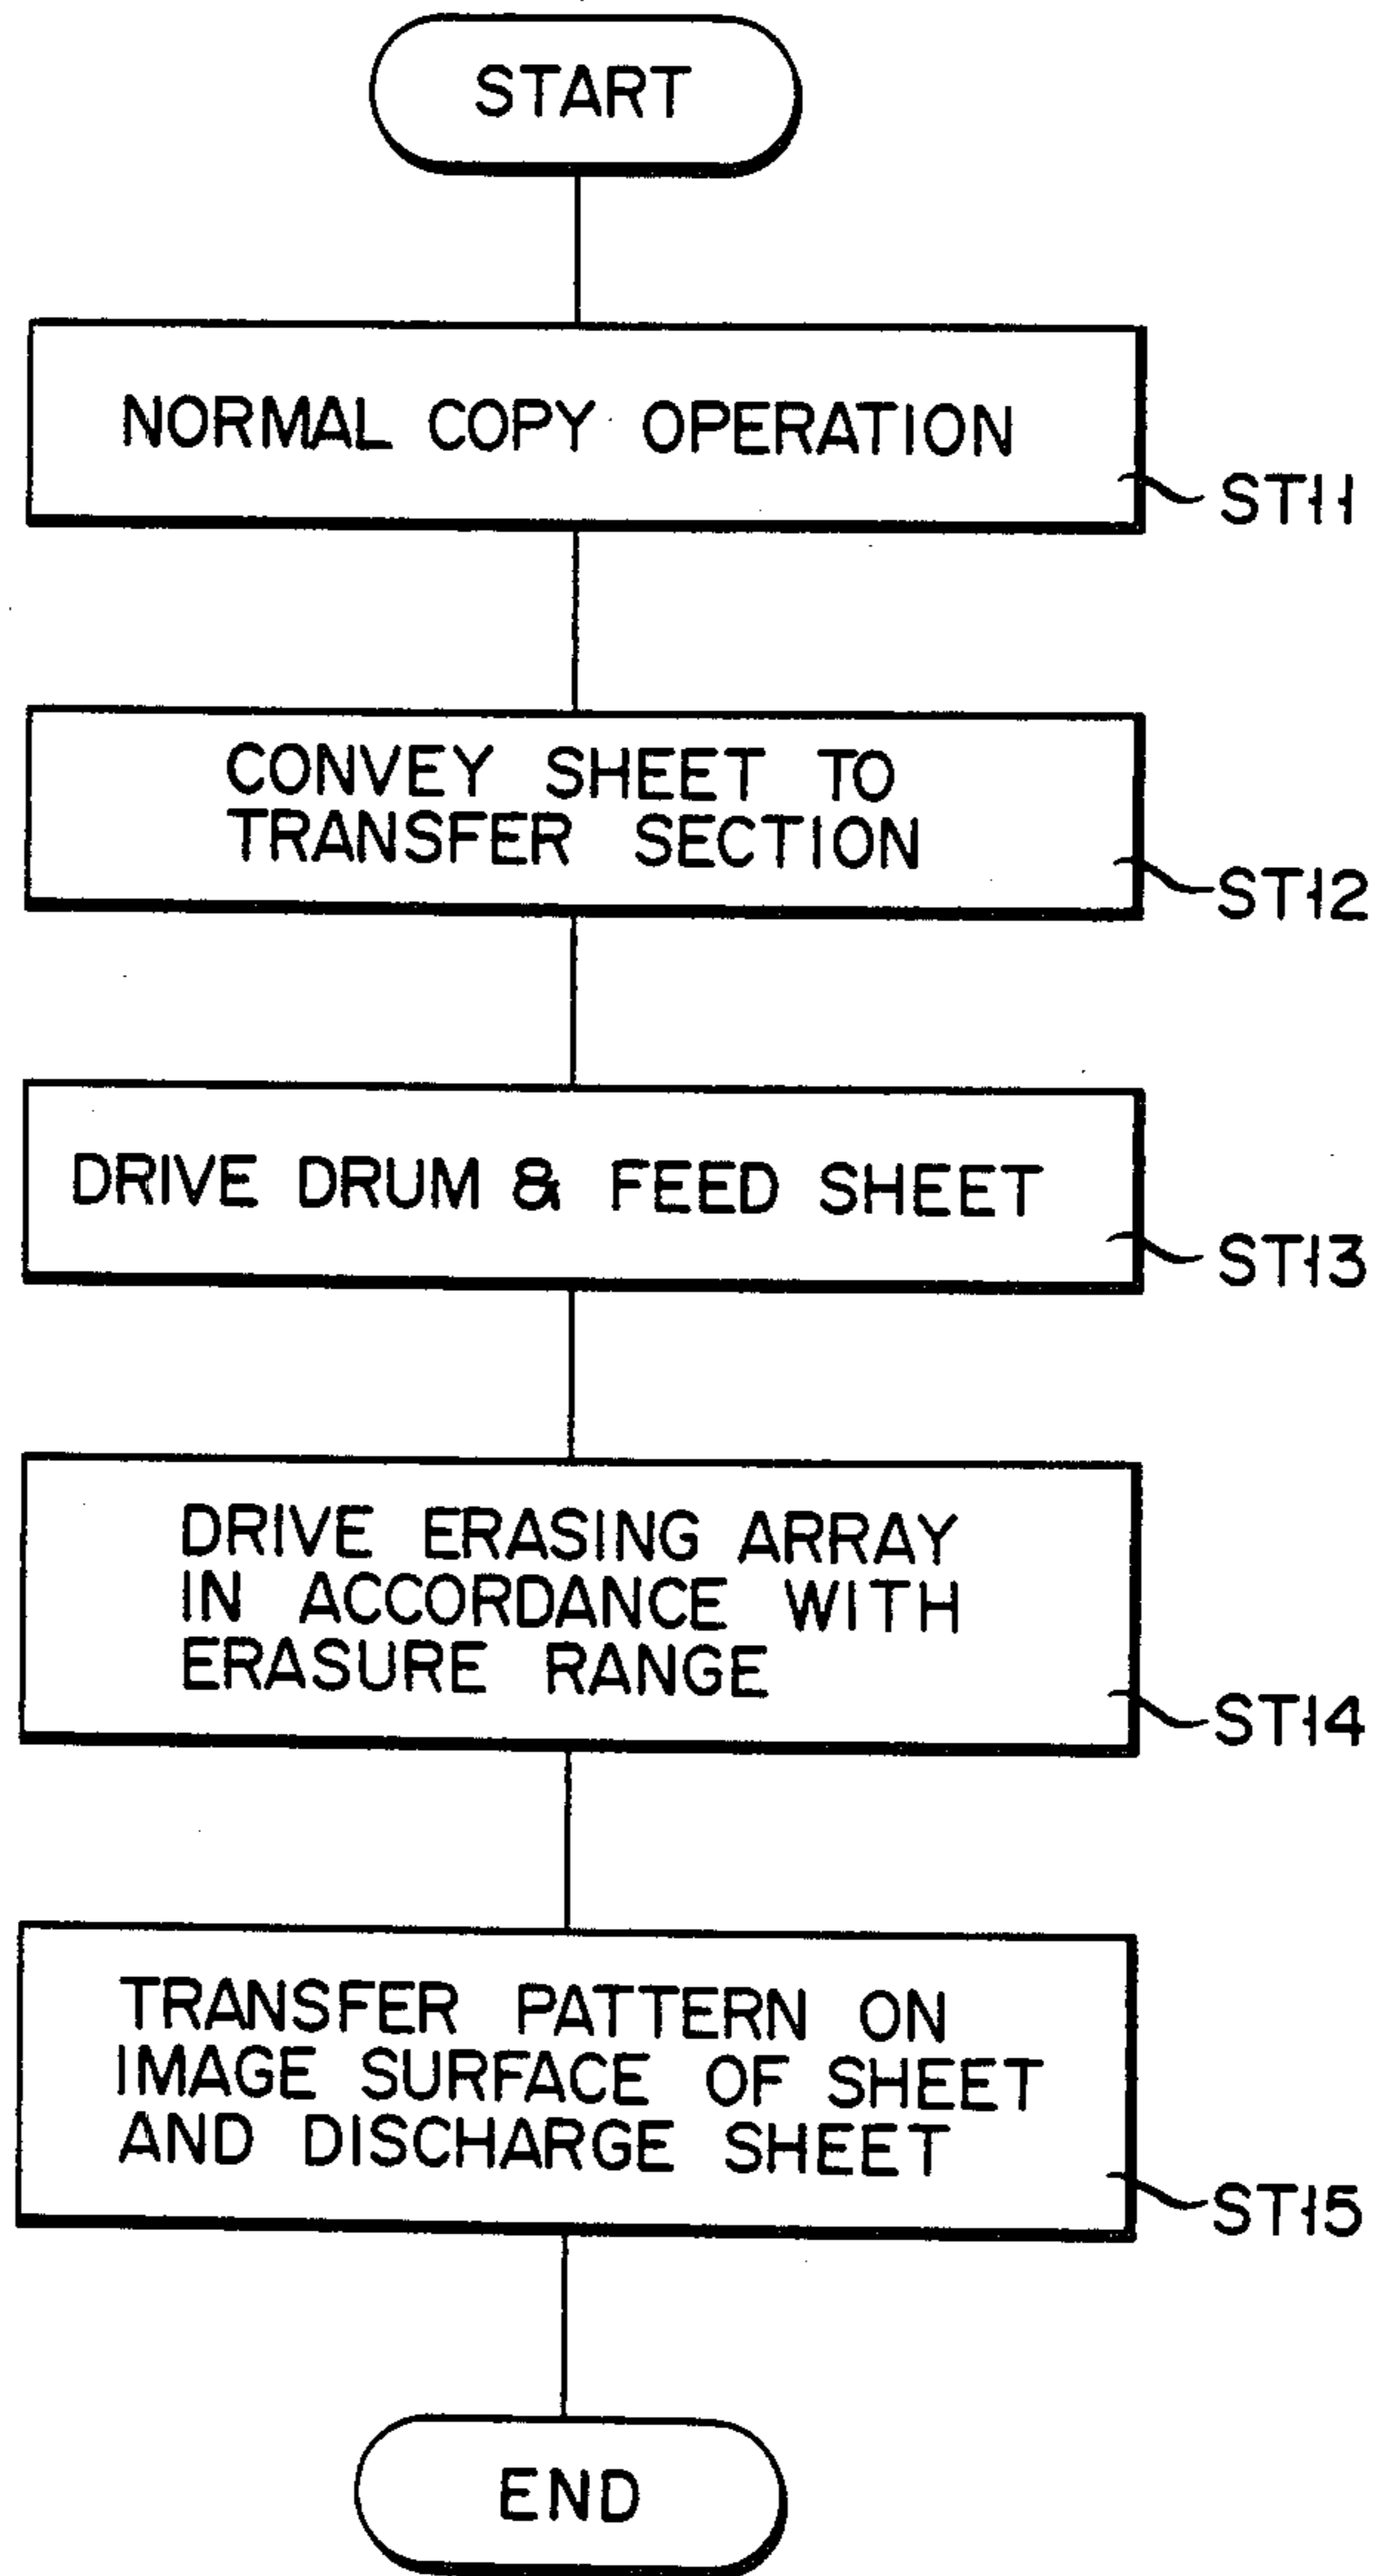 START
NORMAL COPY OPERATION
ST11
CONVEY SHEET TO
TRANSFER SECTION
ST12
DRIVE DRUM & FEED SHEET
ST13
DRIVE ERASING ARRAY
IN ACCORDANCE WITH
ERASURE RANGE
ST14
TRANSFER PATTERN ON
IMAGE SURFACE OF SHEET
AND DISCHARGE SHEET
ST15
END